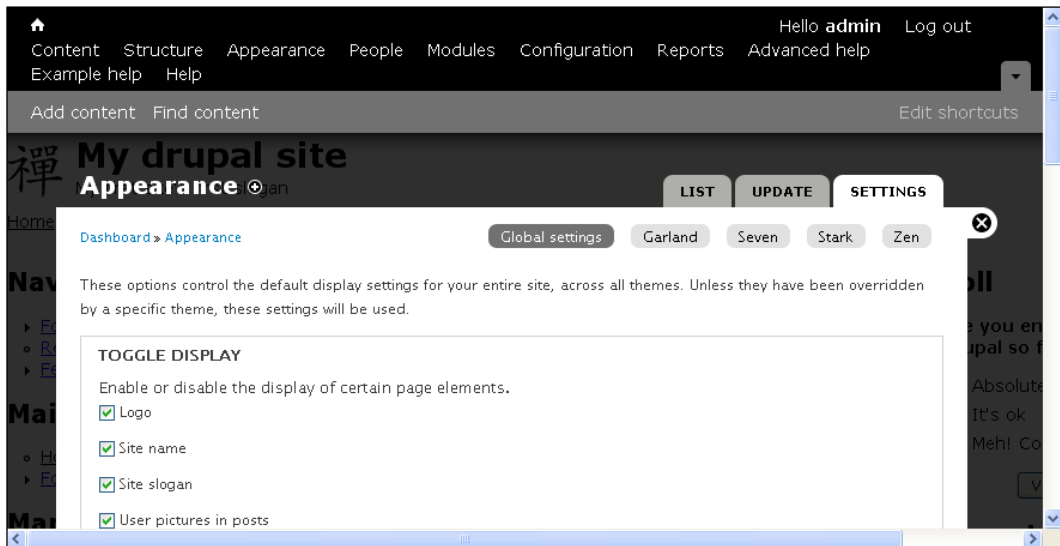 Hello admin Log out
Content Structure Appearance People Modules Configuration Reports Advanced help
Example help Help
Add content Find content Edit shortcuts
禪 My drupal site
Appearance
LIST UPDATE SETTINGS
Home
Dashboard » Appearance Global settings Garland Seven Stark Zen
These options control the default display settings for your entire site, across all themes. Unless they have been overridden
by a specific theme, these settings will be used.
TOGGLE DISPLAY
Enable or disable the display of certain page elements.
Logo
Absolute
Site name
It's ok
Meh!
Site slogan
User pictures in posts